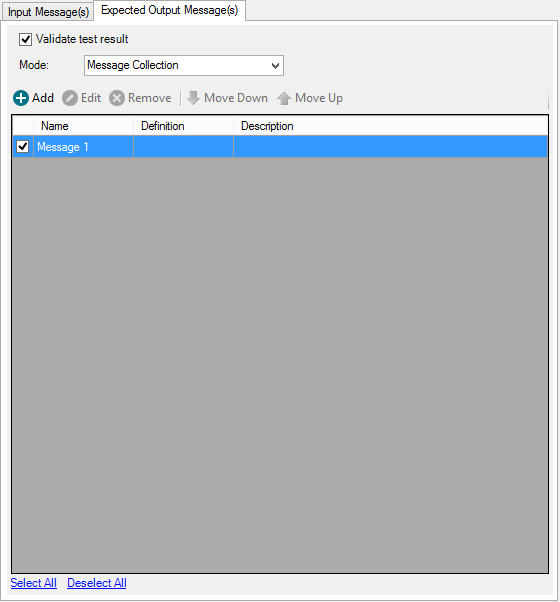 Input Message(s) Expected Output Message(s)
Validate test result
Mode: Message Collection
Add Edit Remove Move Down Move Up
Name Definition Description
Message 1
Select All Deselect All